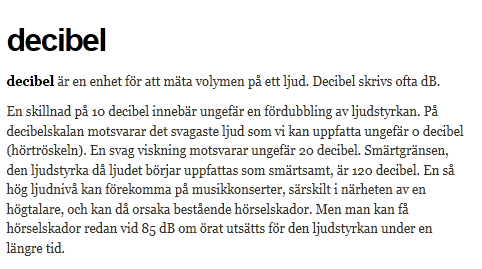 decibel
decibel är en enhet för att mäta volymen på ett ljud. Decibel skrivs ofta dB.
En skillnad på 10 decibel innebär ungefär en fördubbling av ljudstyrkan. På
decibelskalan motsvarar det svagaste ljud som vi kan uppfatta ungefär 0 decibel
(hörtröskeln). En svag viskning motsvarar ungefär 20 decibel. Smärtgränsen,
den ljudstyrka då ljudet börjar uppfattas som smärtsamt, är 120 decibel. En så
hög ljudnivå kan förekomma på musikkonserter, särskilt i närheten av en
högtalare, och kan då orsaka bestående hörselskador. Men man kan få
hörselskador redan vid 85 dB om örat utsätts för den ljudstyrkan under en
längre tid.